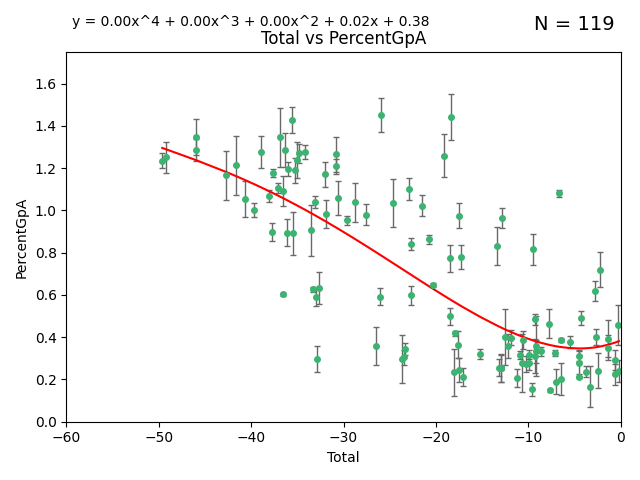 y = 0.00x^4 + 0.00x^3 + 0.00x^2 + 0.02x + 0.38
N = 119
Total vs PercentGpA
PercentGpA
1.6
1.4
1.2
1.0
0.8
0.6
0.4
0.2
0.0
−60 −50 −40 −30 −20 −10 0
Total